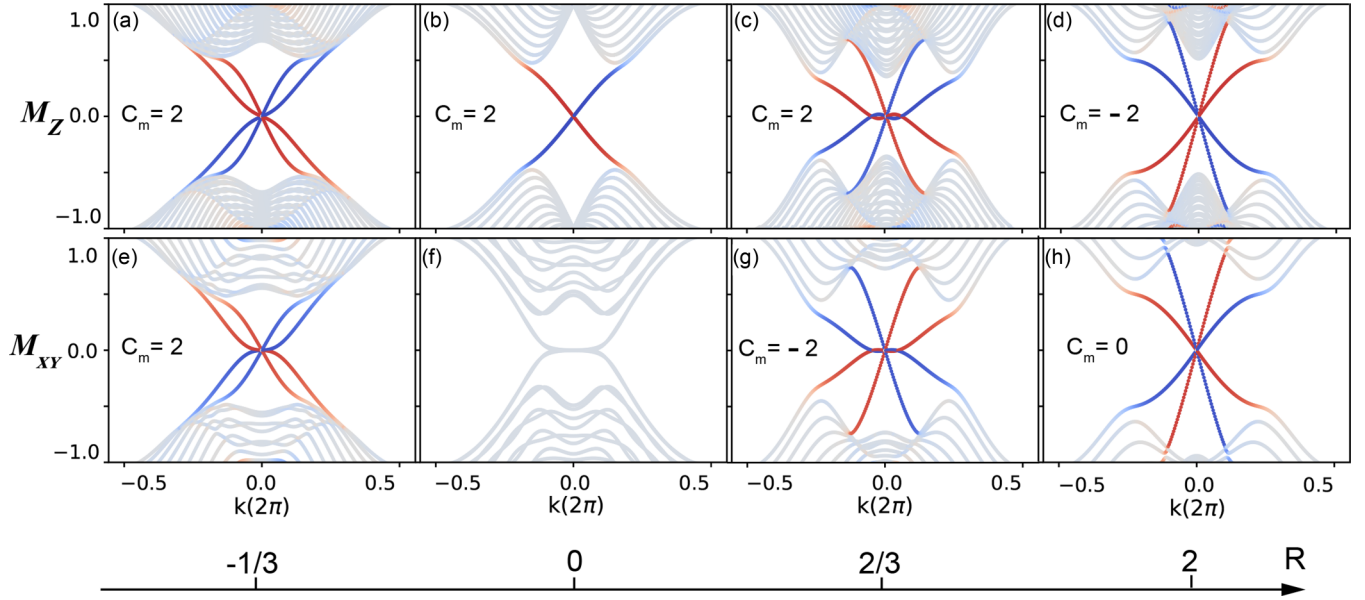 (a) (b) (c) (d)
1.0
M_Z 0.0
C_m = 2 C_m = 2 C_m = 2 C_m = - 2
−1.0
(e) (f) (g) (h)
1.0
M_XY 0.0
C_m = 2 C_m = - 2 C_m = 0
−1.0
−0.5 0.0 0.5 −0.5 0.0 0.5 −0.5 0.0 0.5 −0.5 0.0 0.5
k(2π) k(2π) k(2π) k(2π)
-1/3 0 2/3 2 R